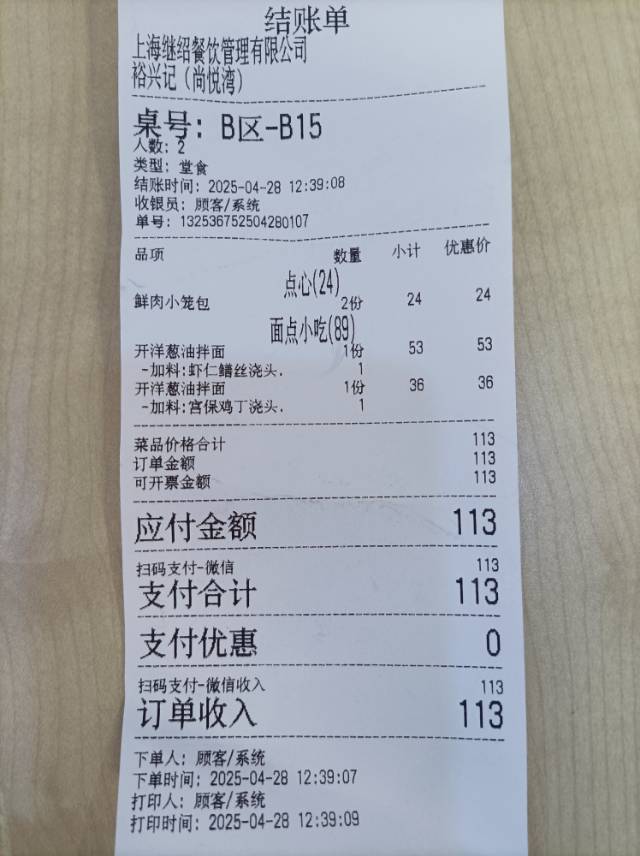 结账单
上海继绍餐饮管理有限公司
裕兴记（尚悦湾）
桌号：B区-B15
人数：2
类型：堂食
结账时间：2025-04-28 12:39:08
收银员：顾客/系统
单号：132536752504280107
品项 数量 小计 优惠价
点心(24)
鲜肉小笼包 2份 24 24
面点小吃(89)
开洋葱油拌面 1份 53 53
-加料:虾仁鳝丝浇头. 1
开洋葱油拌面 1份 36 36
-加料:宫保鸡丁浇头. 1
菜品价格合计 113
订单金额 113
可开票金额 113
应付金额 113
扫码支付-微信 113
支付合计 113
支付优惠 0
扫码支付-微信收入 113
订单收入 113
下单人：顾客/系统
下单时间：2025-04-28 12:39:07
打印人：顾客/系统
打印时间：2025-04-28 12:39:09